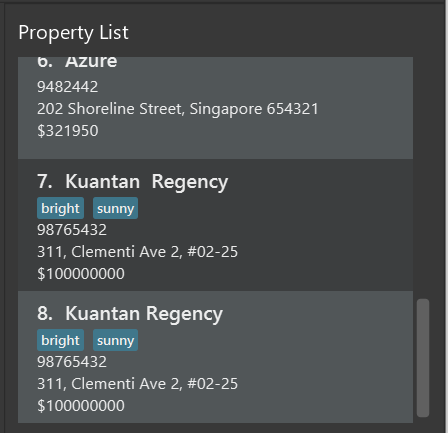 Property List
6. Azure
9482442
202 Shoreline Street, Singapore 654321
$321950
7. Kuantan  Regency
bright sunny
98765432
311, Clementi Ave 2, #02-25
$100000000
8. Kuantan Regency
bright sunny
98765432
311, Clementi Ave 2, #02-25
$100000000